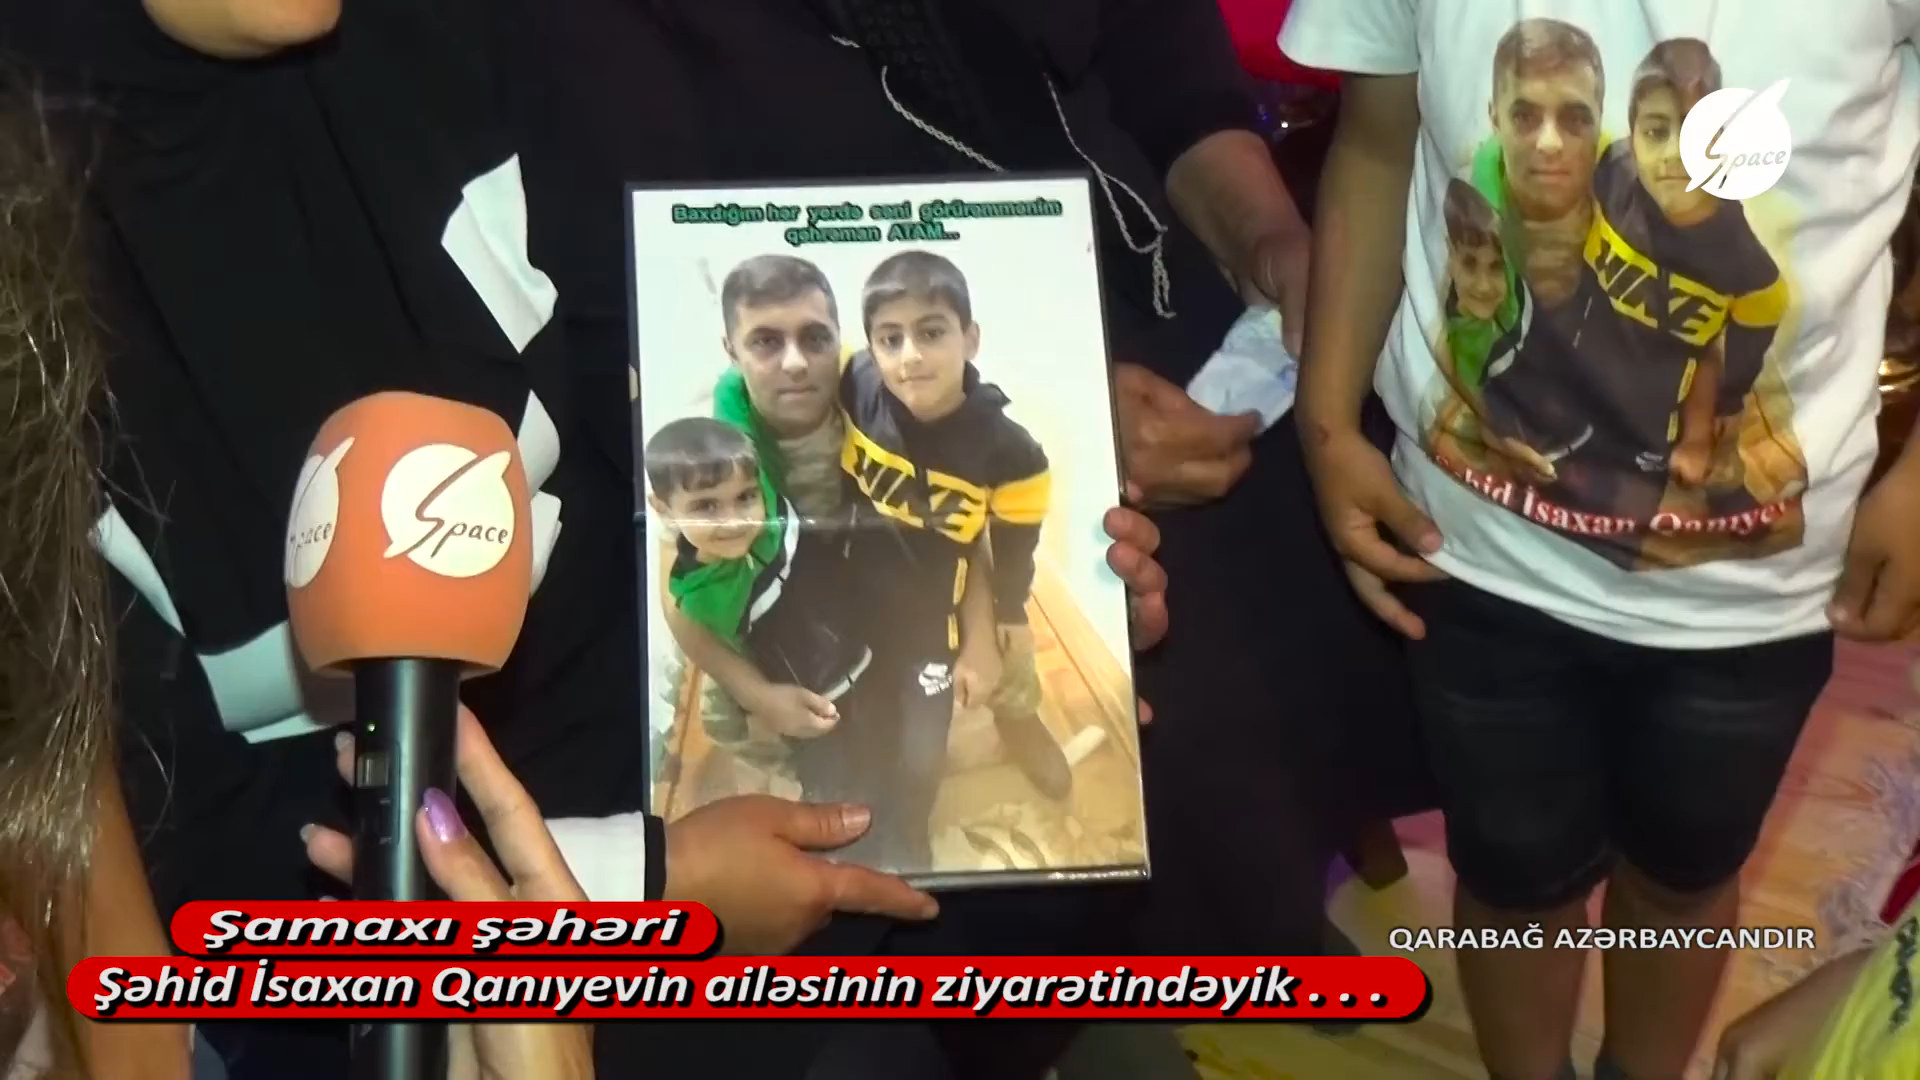 Baxdığım hər yerdə səni görürəmmənim
qəhrəman ATAM...
Space
NIKE
Şəhid İsaxan Qanıyev
space
Space
NIKE
Şamaxı şəhəri
QARABAĞ AZƏRBAYCANDIR
Şəhid İsaxan Qanıyevin ailəsinin ziyarətindəyik . . .